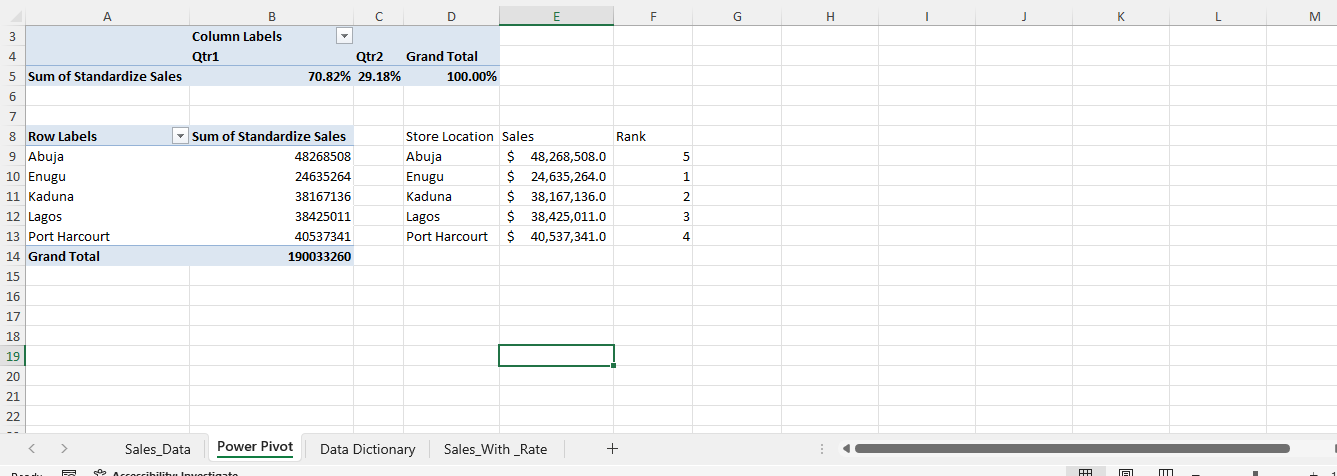 A B C D E F G H I J K L M
3 Column Labels
4 Qtr1 Qtr2 Grand Total
5 Sum of Standardize Sales 70.82% 29.18% 100.00%
6
7
8 Row Labels Sum of Standardize Sales Store Location Sales Rank
9 Abuja 48268508 Abuja $ 48,268,508.0 5
10 Enugu 24635264 Enugu $ 24,635,264.0 1
11 Kaduna 38167136 Kaduna $ 38,167,136.0 2
12 Lagos 38425011 Lagos $ 38,425,011.0 3
13 Port Harcourt 40537341 Port Harcourt $ 40,537,341.0 4
14 Grand Total 190033260
15
16
17
18
19
20
21
22
Sales_Data Power Pivot Data Dictionary Sales_With _Rate
Ready Accessibility: Investigate